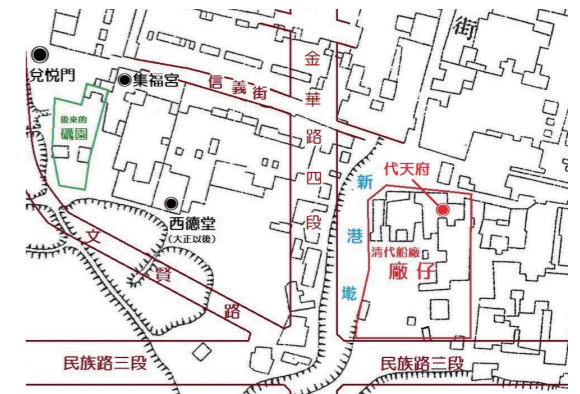 兌悅門
集福宮
信義街
金華路四段
街
後來的
磯園
代天府
新港墘
清代船廠
廠仔
西德堂
(大正以後)
文賢路
民族路三段
民族路三段